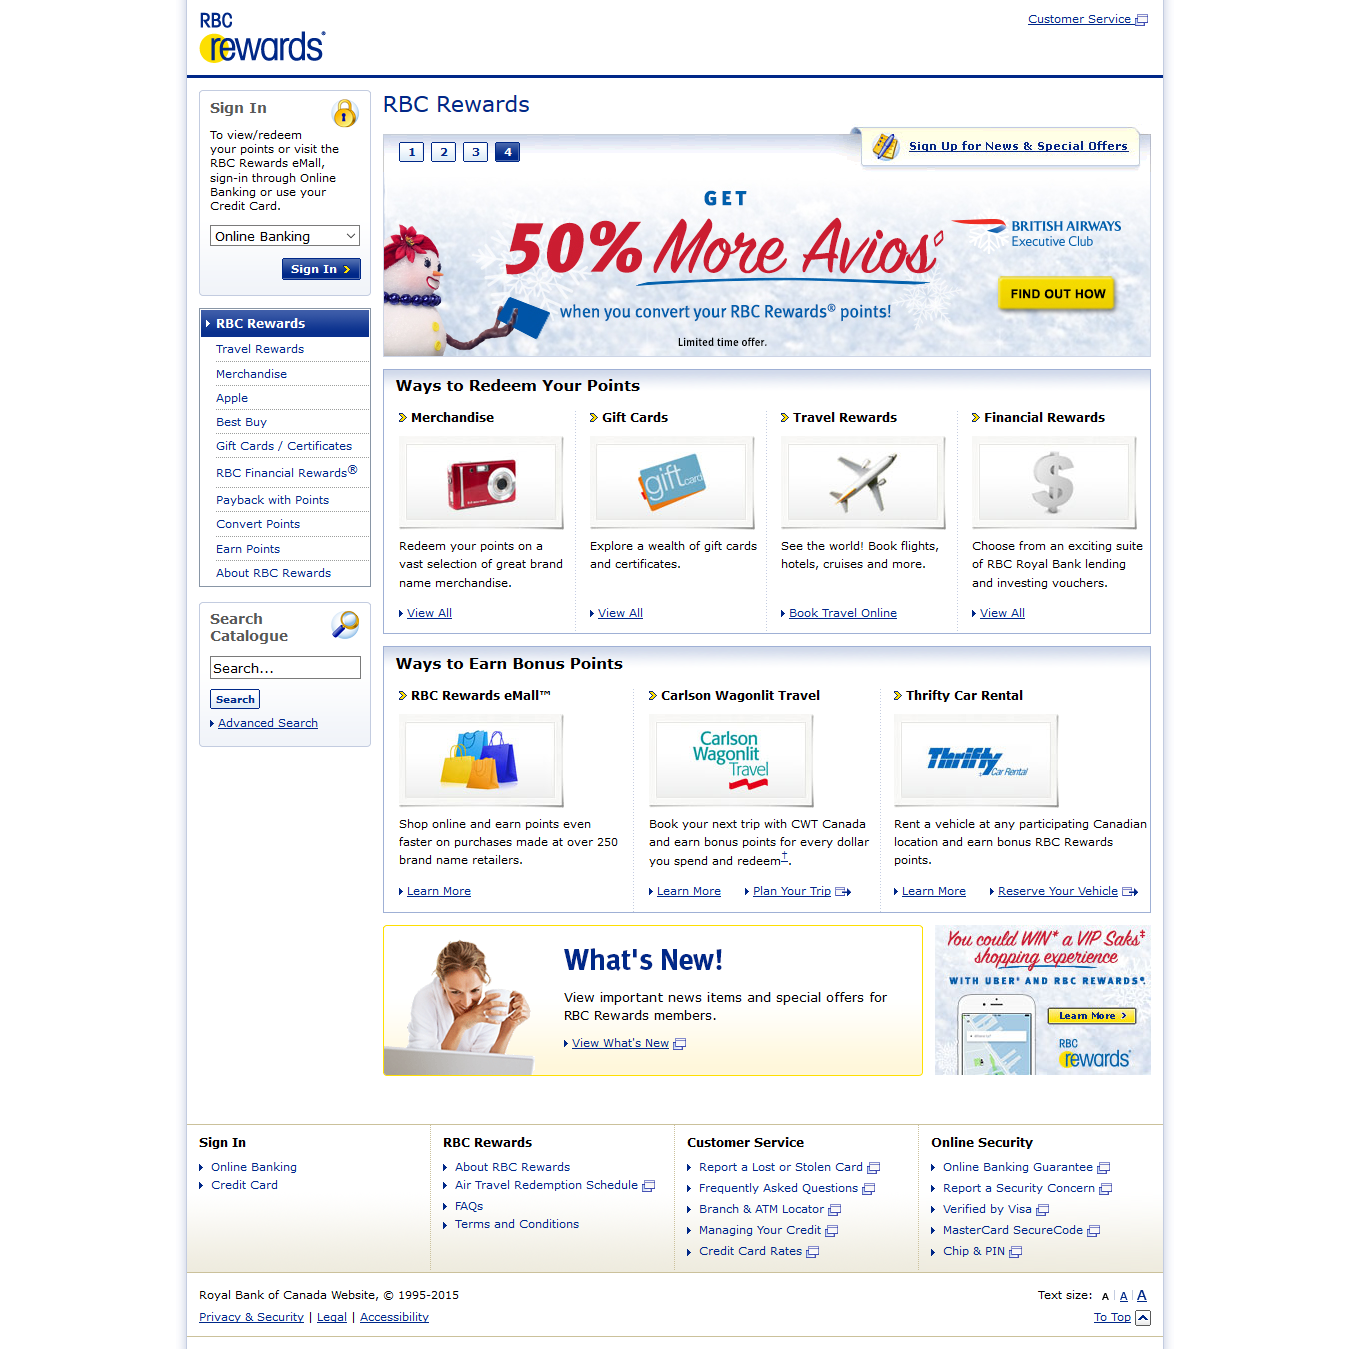 RBC
rewards®
Customer Service
Sign In
To view/redeem
your points or visit the
RBC Rewards eMall,
sign-in through Online
Banking or use your
Credit Card.
Online Banking
Sign In
RBC Rewards
Travel Rewards
Merchandise
Apple
Best Buy
Gift Cards / Certificates
RBC Financial Rewards®
Payback with Points
Convert Points
Earn Points
About RBC Rewards
Search
Catalogue
Search...
Search
Advanced Search
RBC Rewards
1 2 3 4
Sign Up for News & Special Offers
GET
50% More Avios◊
when you convert your RBC Rewards® points!
Limited time offer.
BRITISH AIRWAYS
Executive Club
FIND OUT HOW
Ways to Redeem Your Points
Merchandise
Redeem your points on a
vast selection of great brand
name merchandise.
View All
Gift Cards
gift
card
Explore a wealth of gift cards
and certificates.
View All
Travel Rewards
See the world! Book flights,
hotels, cruises and more.
Book Travel Online
Financial Rewards
$
Choose from an exciting suite
of RBC Royal Bank lending
and investing vouchers.
View All
Ways to Earn Bonus Points
RBC Rewards eMall™
Shop online and earn points even
faster on purchases made at over 250
brand name retailers.
Learn More
Carlson Wagonlit Travel
Carlson
Wagonlit
Travel
Book your next trip with CWT Canada
and earn bonus points for every dollar
you spend and redeem†.
Learn More Plan Your Trip
Thrifty Car Rental
Thrifty
Car Rental
Rent a vehicle at any participating Canadian
location and earn bonus RBC Rewards
points.
Learn More Reserve Your Vehicle
What's New!
View important news items and special offers for
RBC Rewards members.
View What's New
You could WIN* a VIP Saks‡
shopping experience
WITH UBER‡ AND RBC REWARDS®.
Learn More
RBC
rewards®
Sign In
Online Banking
Credit Card
RBC Rewards
About RBC Rewards
Air Travel Redemption Schedule
FAQs
Terms and Conditions
Customer Service
Report a Lost or Stolen Card
Frequently Asked Questions
Branch & ATM Locator
Managing Your Credit
Credit Card Rates
Online Security
Online Banking Guarantee
Report a Security Concern
Verified by Visa
MasterCard SecureCode
Chip & PIN
Royal Bank of Canada Website, © 1995-2015
Privacy & Security | Legal | Accessibility
Text size: A | A | A
To Top